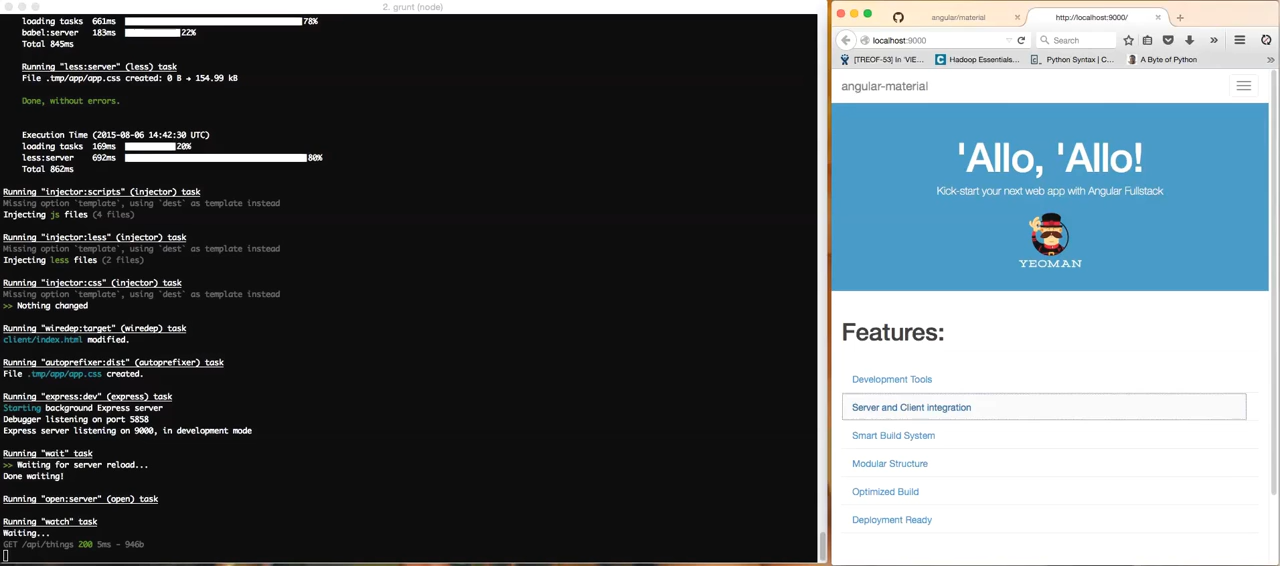 2. grunt (node)
loading tasks 661ms 78%
babel:server 183ms 22%
Total 845ms
Running "less:server" (less) task
File .tmp/app/app.css created: 0 B → 154.99 kB
Done, without errors.
Execution Time (2015-08-06 14:42:30 UTC)
loading tasks 169ms 20%
less:server 692ms 80%
Total 862ms
Running "injector:scripts" (injector) task
Missing option `template`, using `dest` as template instead
Injecting js files (4 files)
Running "injector:less" (injector) task
Missing option `template`, using `dest` as template instead
Injecting less files (2 files)
Running "injector:css" (injector) task
Missing option `template`, using `dest` as template instead
>> Nothing changed
Running "wiredep:target" (wiredep) task
client/index.html modified.
Running "autoprefixer:dist" (autoprefixer) task
File .tmp/app/app.css created.
Running "express:dev" (express) task
Starting background Express server
Debugger listening on port 5858
Express server listening on 9000, in development mode
Running "wait" task
>> Waiting for server reload...
Done waiting!
Running "open:server" (open) task
Running "watch" task
Waiting...
GET /api/things 200 5ms - 946b
angular/material
http://localhost:9000/
localhost:9000
Search
[TREOF-53] In 'VIE...
Hadoop Essentials...
Python Syntax | C...
A Byte of Python
angular-material
'Allo, 'Allo!
Kick-start your next web app with Angular Fullstack
YEOMAN
Features:
Development Tools
Server and Client integration
Smart Build System
Modular Structure
Optimized Build
Deployment Ready